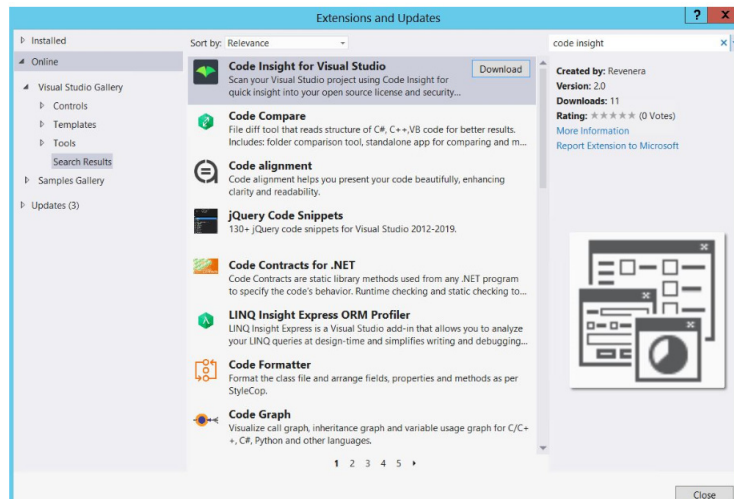 Extensions and Updates
? X
Installed
Online
Visual Studio Gallery
Controls
Templates
Tools
Search Results
Samples Gallery
Updates (3)
Sort by: Relevance
Code Insight for Visual Studio
Download
Scan your Visual Studio project using Code Insight for
quick insight into your open source license and security...
Code Compare
File diff tool that reads structure of C#, C++,VB code for better results.
Includes: folder comparison tool, standalone app for comparing and m...
Code alignment
Code alignment helps you present your code beautifully, enhancing
clarity and readability.
jQuery Code Snippets
130+ jQuery code snippets for Visual Studio 2012-2019.
Code Contracts for .NET
Code Contracts are static library methods used from any .NET program
to specify the code's behavior. Runtime checking and static checking to...
LINQ Insight Express ORM Profiler
LINQ Insight Express is a Visual Studio add-in that allows you to analyze
your LINQ queries at design-time and simplifies writing and debugging...
Code Formatter
Format the class file and arrange fields, properties and methods as per
StyleCop.
Code Graph
Visualize call graph, inheritance graph and variable usage graph for C/C+
+, C#, Python and other languages.
1 2 3 4 5
code insight
Created by: Revenera
Version: 2.0
Downloads: 11
Rating: ★★★★★ (0 Votes)
More Information
Report Extension to Microsoft
Close